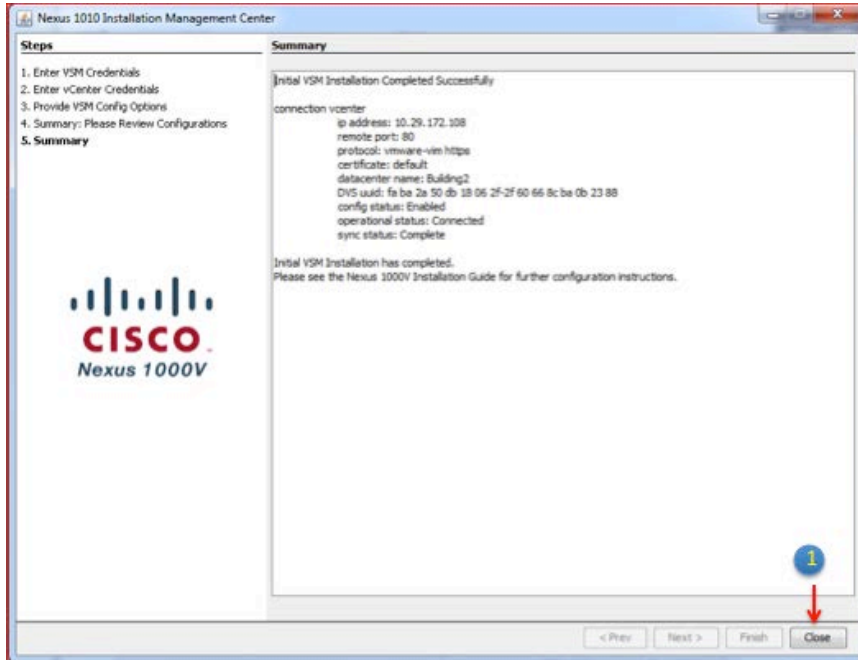 Nexus 1010 Installation Management Center
Steps
1. Enter VSM Credentials
2. Enter vCenter Credentials
3. Provide VSM Config Options
4. Summary: Please Review Configurations
5. Summary
CISCO
Nexus 1000V
Summary
Initial VSM Installation Completed Successfully
connection vcenter
ip address: 10.29.172.108
remote port: 80
protocol: vmware-vim https
certificate: default
datacenter name: Building2
DVS uuid: fa ba 2a 50 db 18 06 2f-2f 60 66 8c ba 0b 23 88
config status: Enabled
operational status: Connected
sync status: Complete
Initial VSM Installation has completed.
Please see the Nexus 1000V Installation Guide for further configuration instructions.
1
< Prev Next > Finish Close